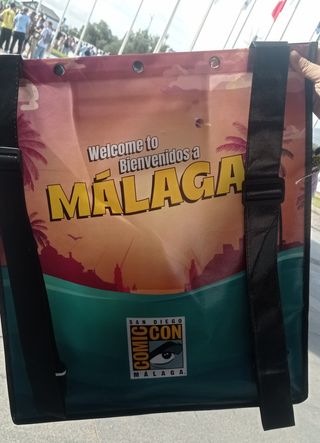 Welcome to
Bienvenidos a
MÁLAGA
SAN DIEGO
COMIC CON
MÁLAGA